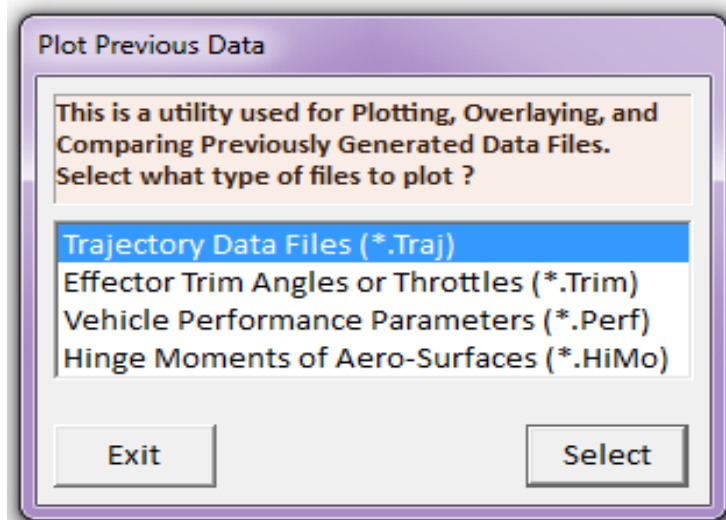 Plot Previous Data
This is a utility used for Plotting, Overlaying, and
Comparing Previously Generated Data Files.
Select what type of files to plot ?
Trajectory Data Files (*.Traj)
Effector Trim Angles or Throttles (*.Trim)
Vehicle Performance Parameters (*.Perf)
Hinge Moments of Aero-Surfaces (*.HiMo)
Exit
Select